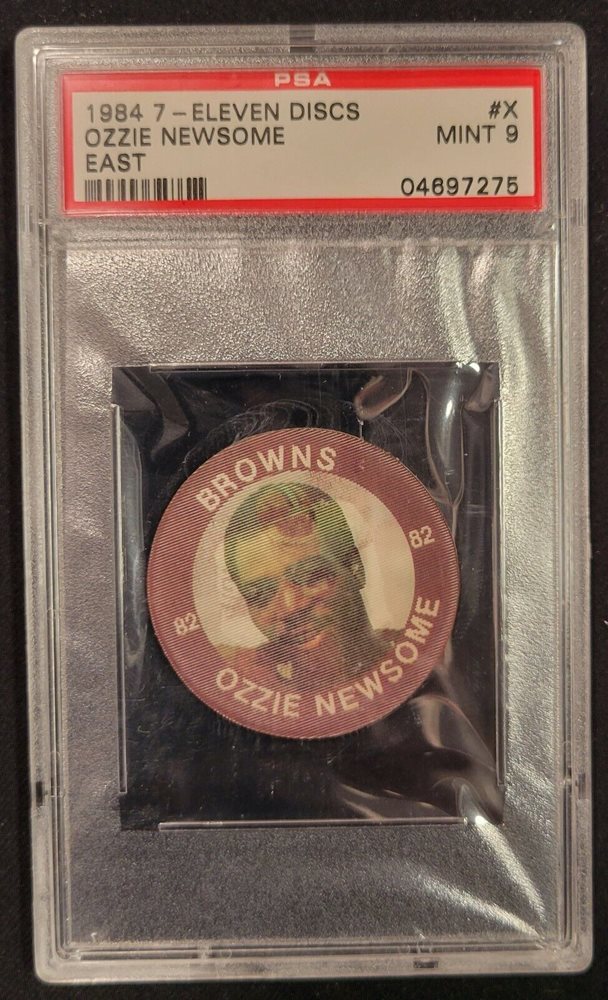 PSA
1984 7-ELEVEN DISCS #X
OZZIE NEWSOME MINT 9
EAST
04697275
BROWNS
82 82
OZZIE NEWSOME